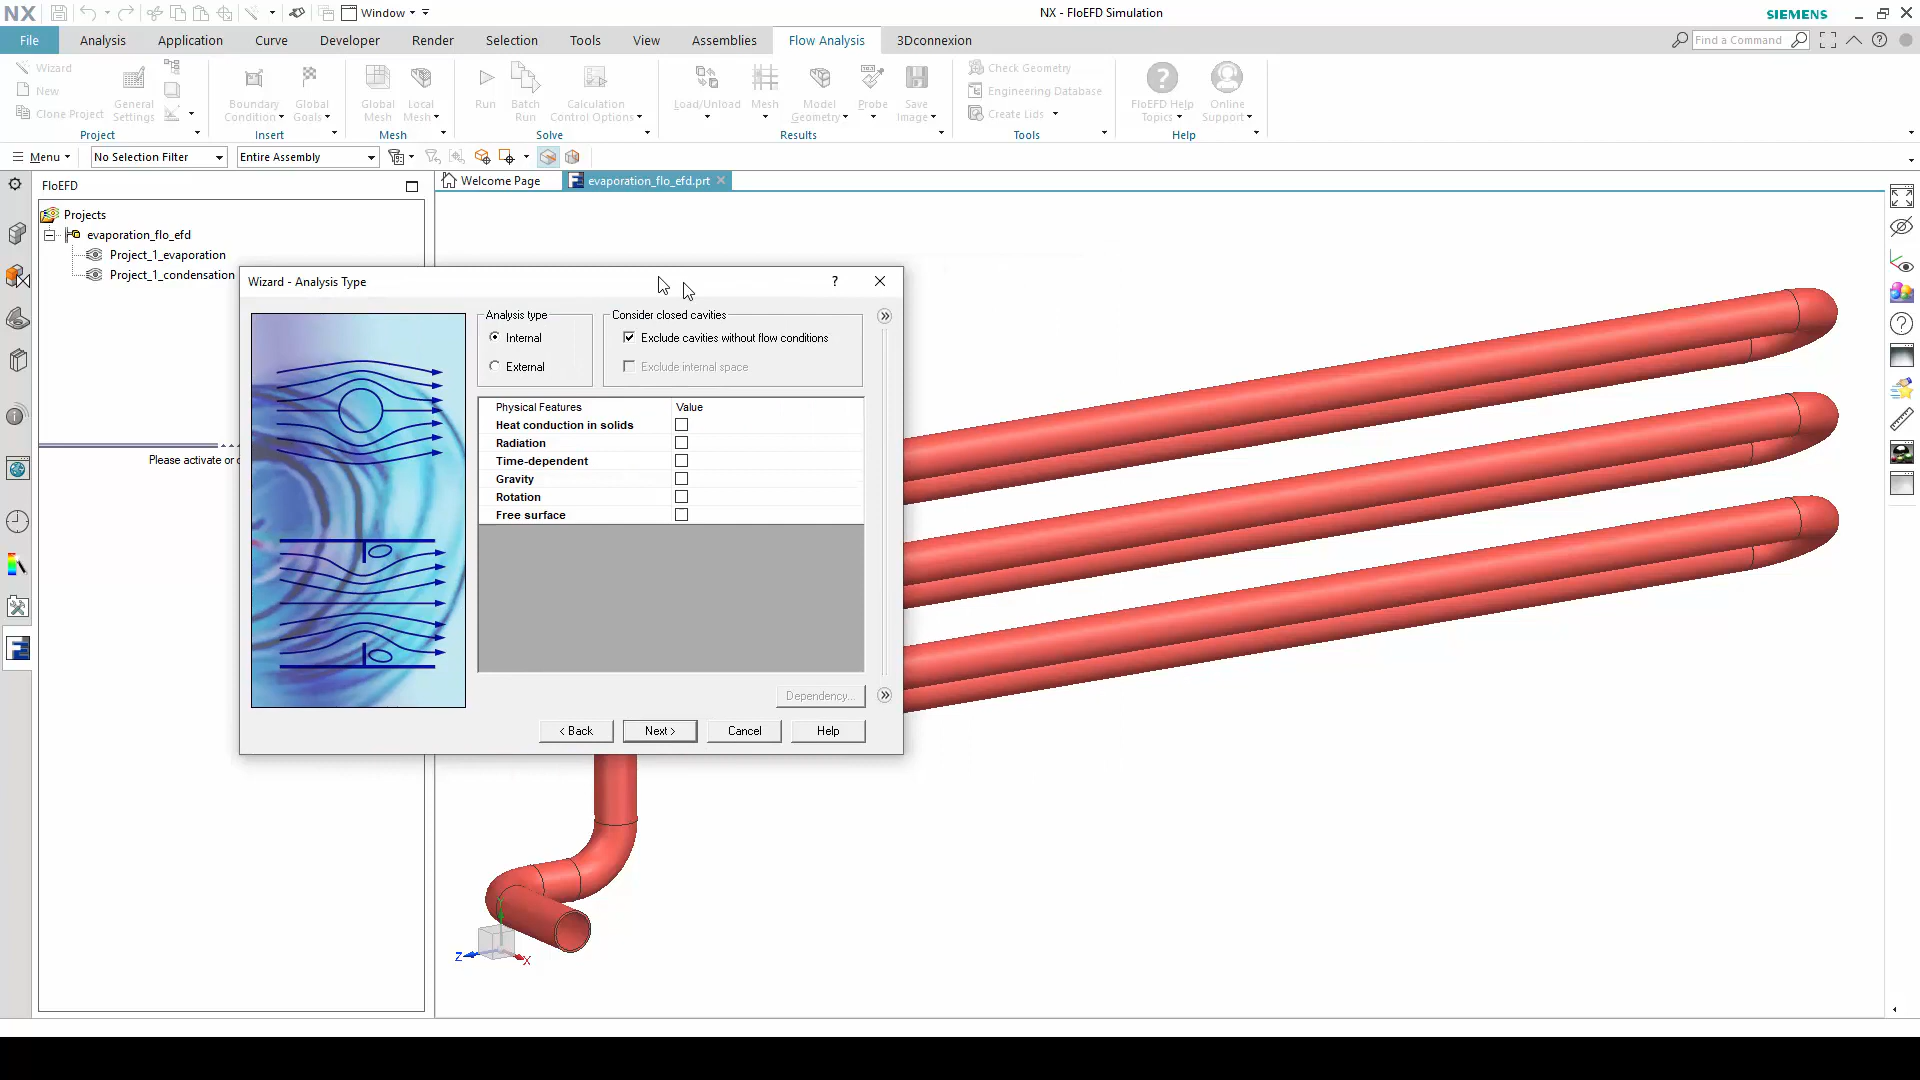 NX
Window
NX - FloEFD Simulation
SIEMENS
File
Analysis
Application
Curve
Developer
Render
Selection
Tools
View
Assemblies
Flow Analysis
3Dconnexion
Find a Command
Wizard
New
Clone Project
General Settings
Project
Boundary Condition
Global Goals
Insert
Global Mesh
Local Mesh
Mesh
Run
Batch Run
Calculation Control Options
Solve
Load/Unload
Mesh
Model Geometry
Probe
Save Image
Results
Check Geometry
Engineering Database
Create Lids
Tools
FloEFD Help Topics
Online Support
Help
Menu
No Selection Filter
Entire Assembly
FloEFD
Welcome Page
evaporation_flo_efd.prt
Projects
evaporation_flo_efd
Project_1_evaporation
Project_1_condensation
Please activate or
Wizard - Analysis Type
?
Analysis type
Internal
External
Consider closed cavities
Exclude cavities without flow conditions
Exclude internal space
Physical Features
Value
Heat conduction in solids
Radiation
Time-dependent
Gravity
Rotation
Free surface
Dependency...
< Back
Next >
Cancel
Help
Y
Z
X